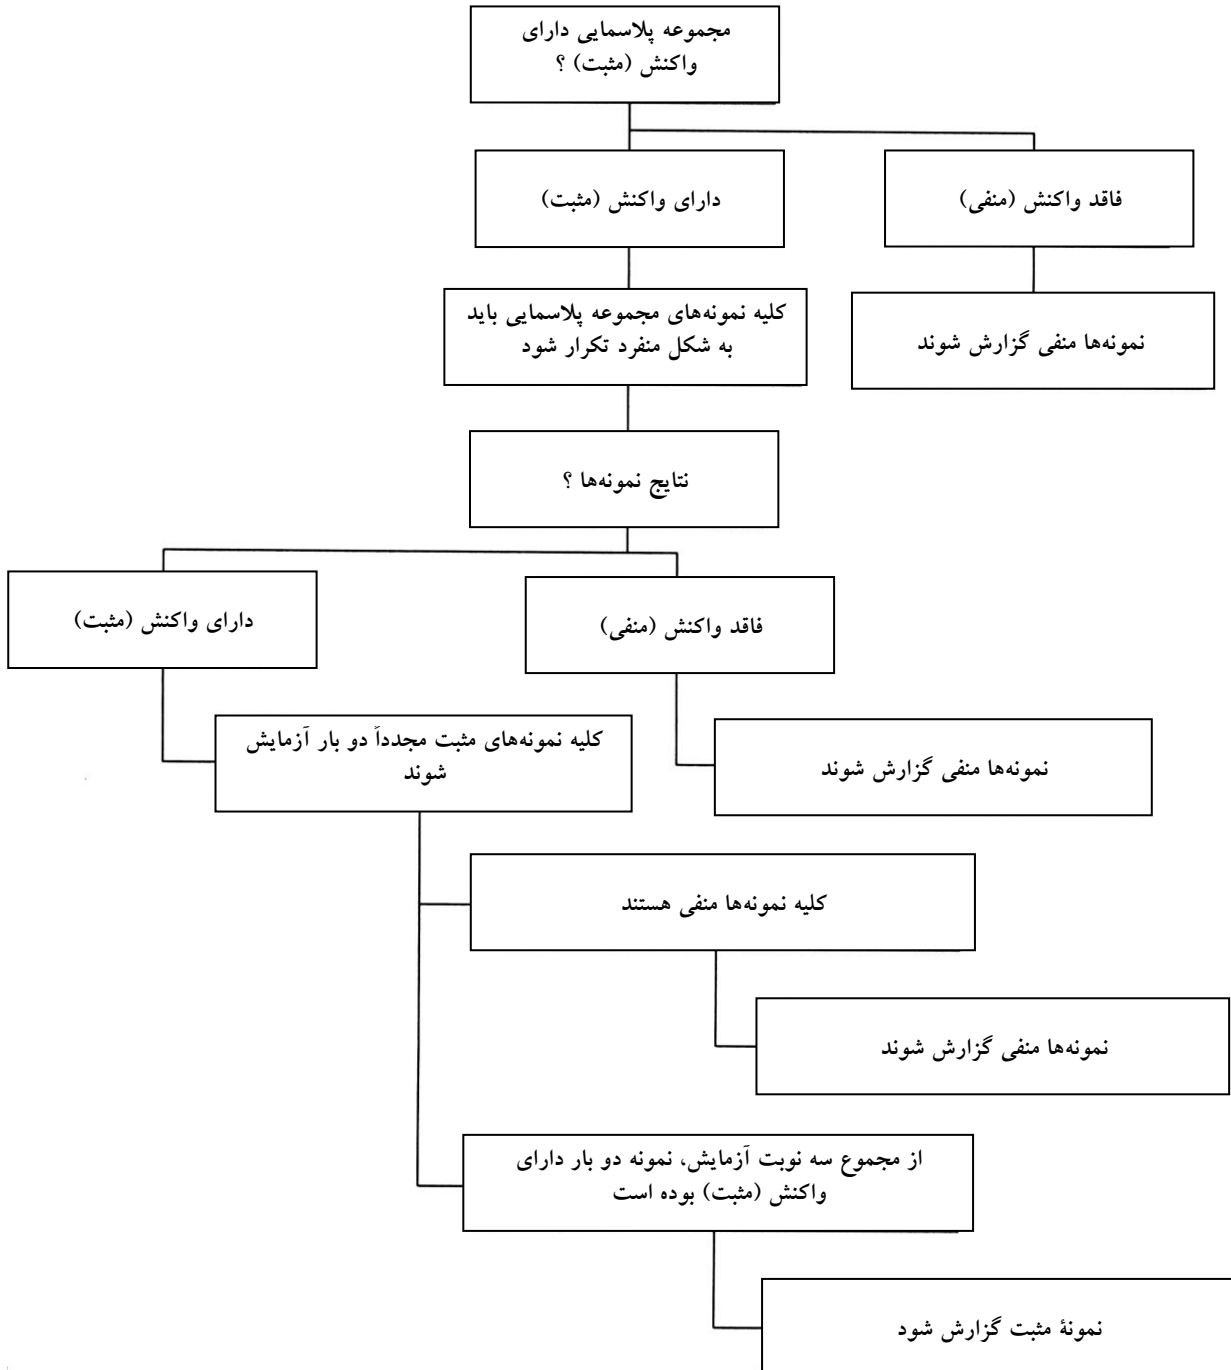 مجموعه پلاسمایی دارای
واکنش (مثبت) ؟
فاقد واکنش (منفی)
دارای واکنش (مثبت)
نمونه‌ها منفی گزارش شوند
کلیه نمونه‌های مجموعه پلاسمایی باید
به شکل منفرد تکرار شود
نتایج نمونه‌ها ؟
فاقد واکنش (منفی)
دارای واکنش (مثبت)
کلیه نمونه‌های مثبت مجدداً دو بار آزمایش
شوند
نمونه‌ها منفی گزارش شوند
کلیه نمونه‌ها منفی هستند
نمونه‌ها منفی گزارش شوند
از مجموع سه نوبت آزمایش، نمونه دو بار دارای
واکنش (مثبت) بوده است
نمونۀ مثبت گزارش شود